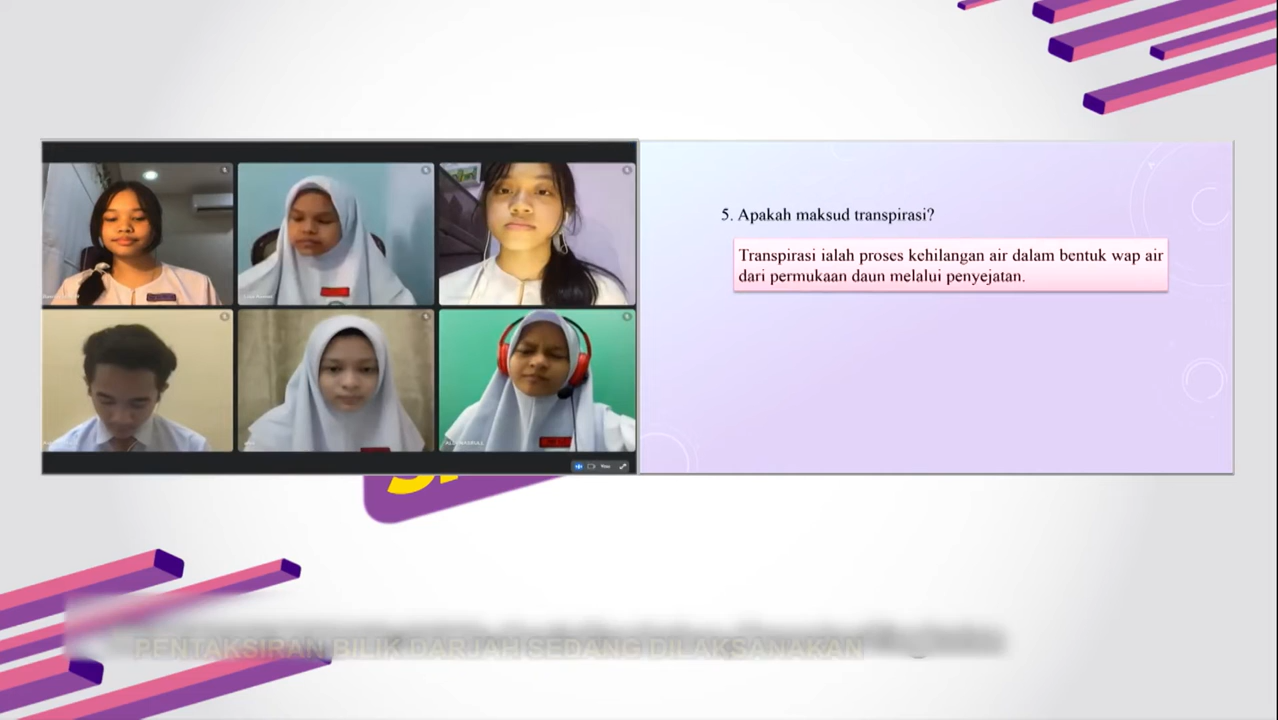 5. Apakah maksud transpirasi?
Transpirasi ialah proses kehilangan air dalam bentuk wap air
dari permukaan daun melalui penyejatan.
You
PENTAKSIRAN BILIK DARJAH SEDANG DILAKSANAKAN